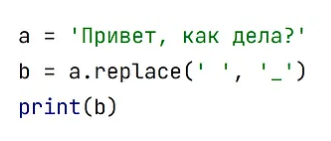 a = 'Привет, как дела?'
b = a.replace(' ', '_')
print(b)